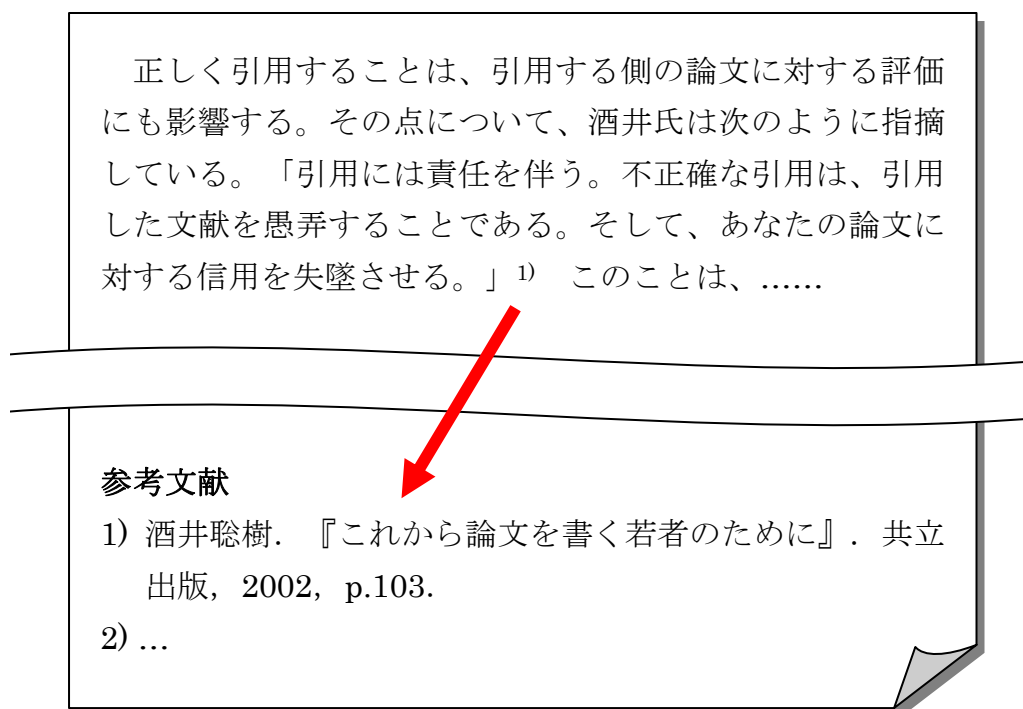 正しく引用することは、引用する側の論文に対する評価
にも影響する。その点について、酒井氏は次のように指摘
している。「引用には責任を伴う。不正確な引用は、引用
した文献を愚弄することである。そして、あなたの論文に
対する信用を失墜させる。」1)　このことは、……
参考文献
1) 酒井聡樹．『これから論文を書く若者のために』．共立
出版，2002，p.103．
2) …